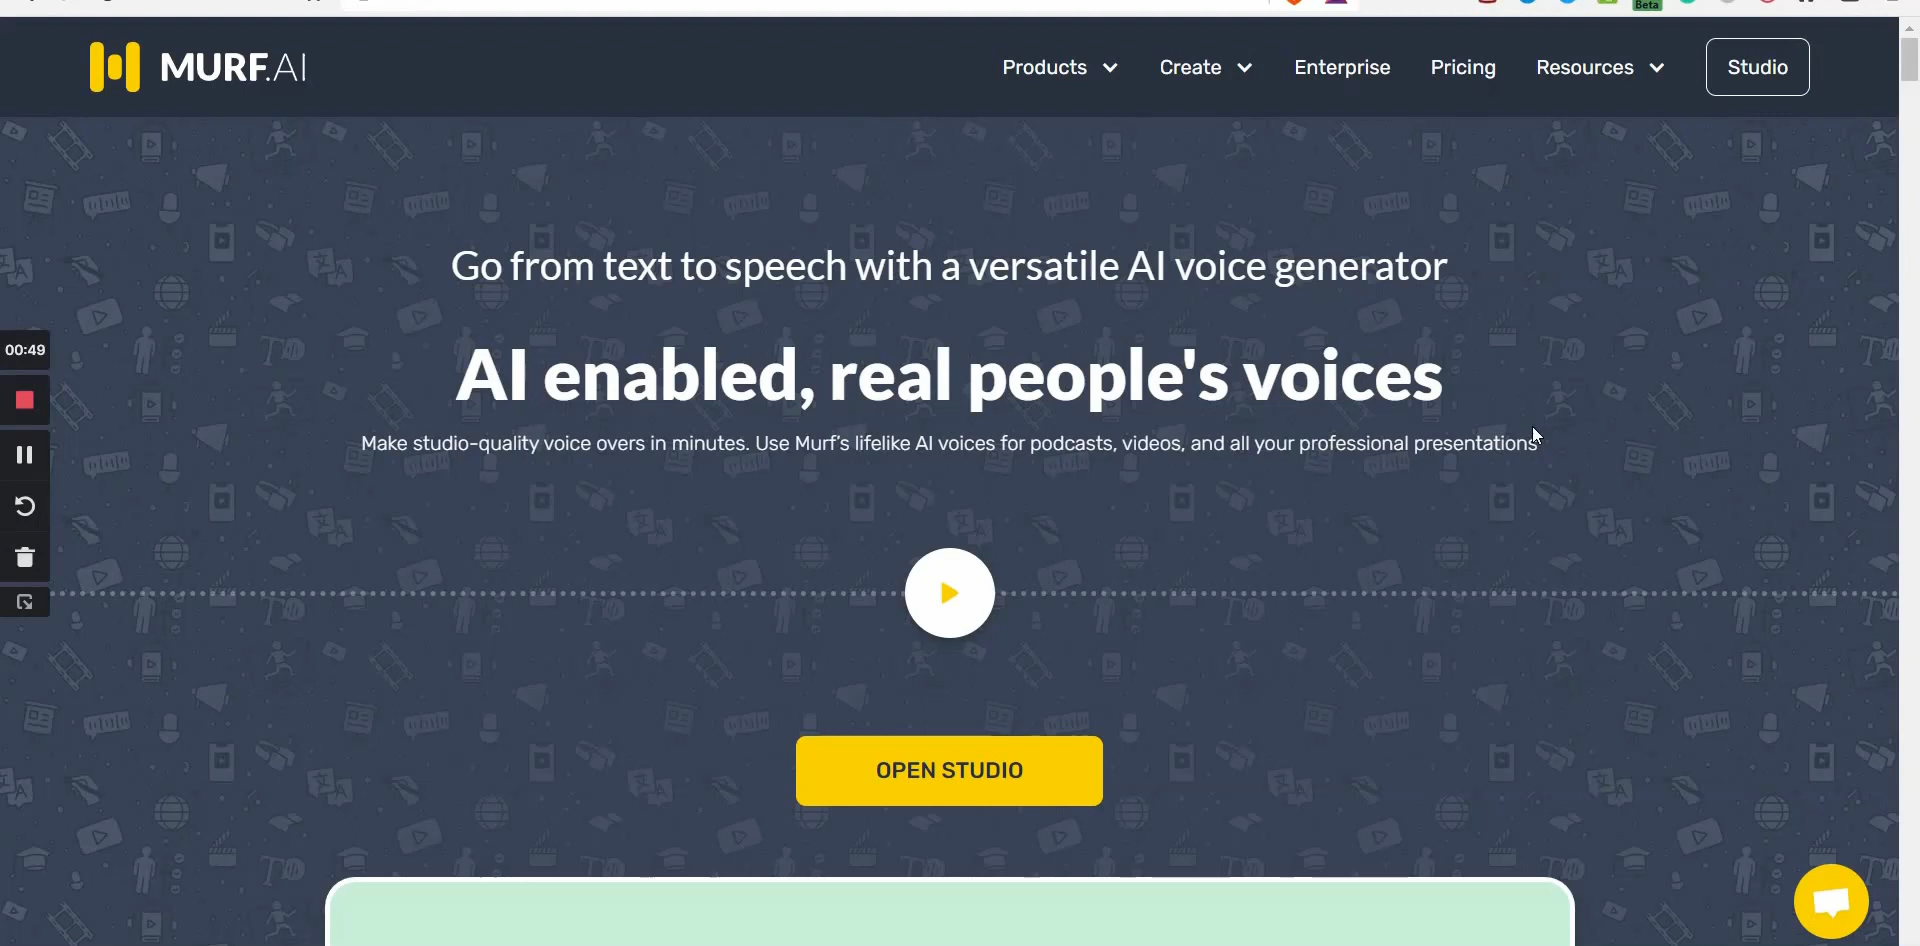 Beta
MURF.AI
Products
Create
Enterprise
Pricing
Resources
Studio
Go from text to speech with a versatile AI voice generator
00:49
AI enabled, real people's voices
Make studio-quality voice overs in minutes. Use Murf’s lifelike AI voices for podcasts, videos, and all your professional presentations
OPEN STUDIO